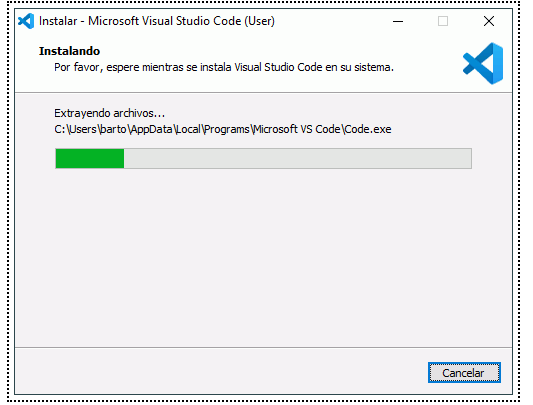 Instalar - Microsoft Visual Studio Code (User)
Instalando
Por favor, espere mientras se instala Visual Studio Code en su sistema.
Extrayendo archivos...
C:\Users\barto\AppData\Local\Programs\Microsoft VS Code\Code.exe
Cancelar